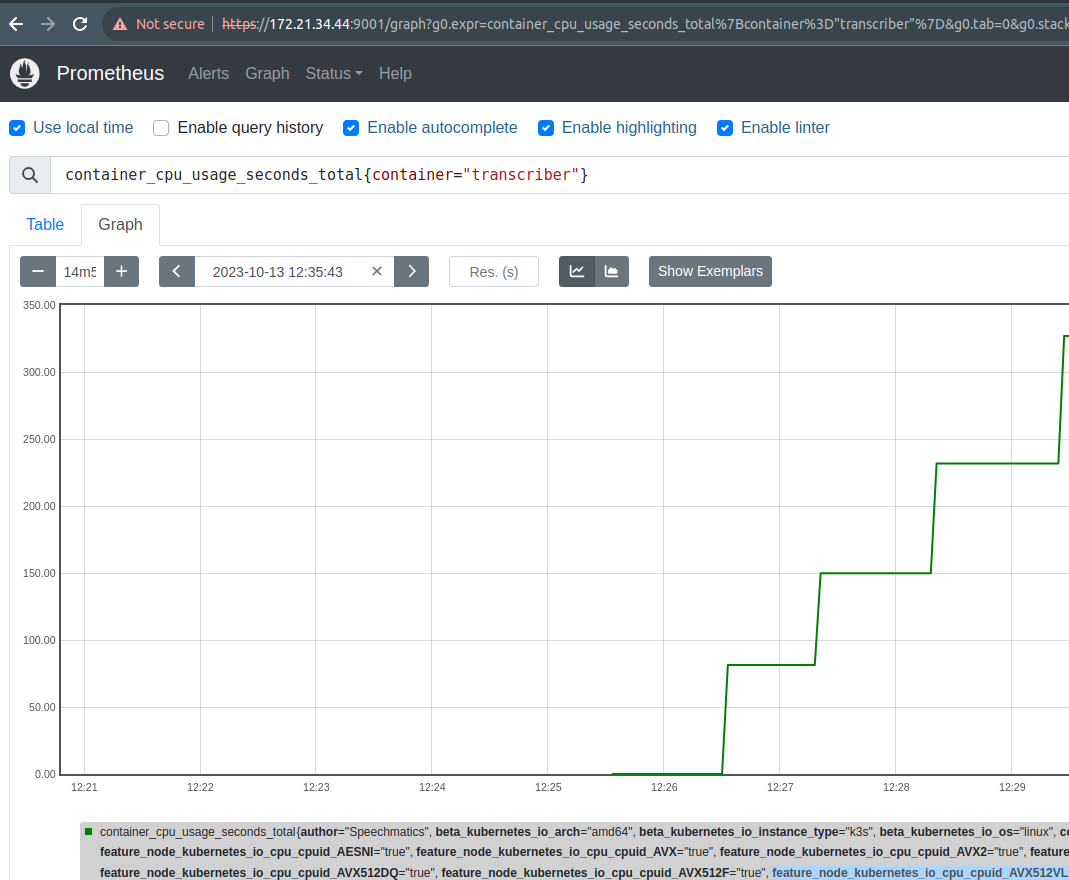 Not secure | https://172.21.34.44:9001/graph?g0.expr=container_cpu_usage_seconds_total%7Bcontainer%3D"transcriber"%7D&g0.tab=0&g0.stack
Prometheus Alerts Graph Status Help
Use local time Enable query history Enable autocomplete Enable highlighting Enable linter
container_cpu_usage_seconds_total{container="transcriber"}
Table Graph
14m5 2023-10-13 12:35:43 Res. (s) Show Exemplars
350.00
300.00
250.00
200.00
150.00
100.00
50.00
0.00
12:21 12:22 12:23 12:24 12:25 12:26 12:27 12:28 12:29
container_cpu_usage_seconds_total{author="Speechmatics", beta_kubernetes_io_arch="amd64", beta_kubernetes_io_instance_type="k3s", beta_kubernetes_io_os="linux",
feature_node_kubernetes_io_cpu_cpuid_AESNI="true", feature_node_kubernetes_io_cpu_cpuid_AVX="true", feature_node_kubernetes_io_cpu_cpuid_AVX2="true", feature
feature_node_kubernetes_io_cpu_cpuid_AVX512DQ="true", feature_node_kubernetes_io_cpu_cpuid_AVX512F="true", feature_node_kubernetes_io_cpu_cpuid_AVX512VL